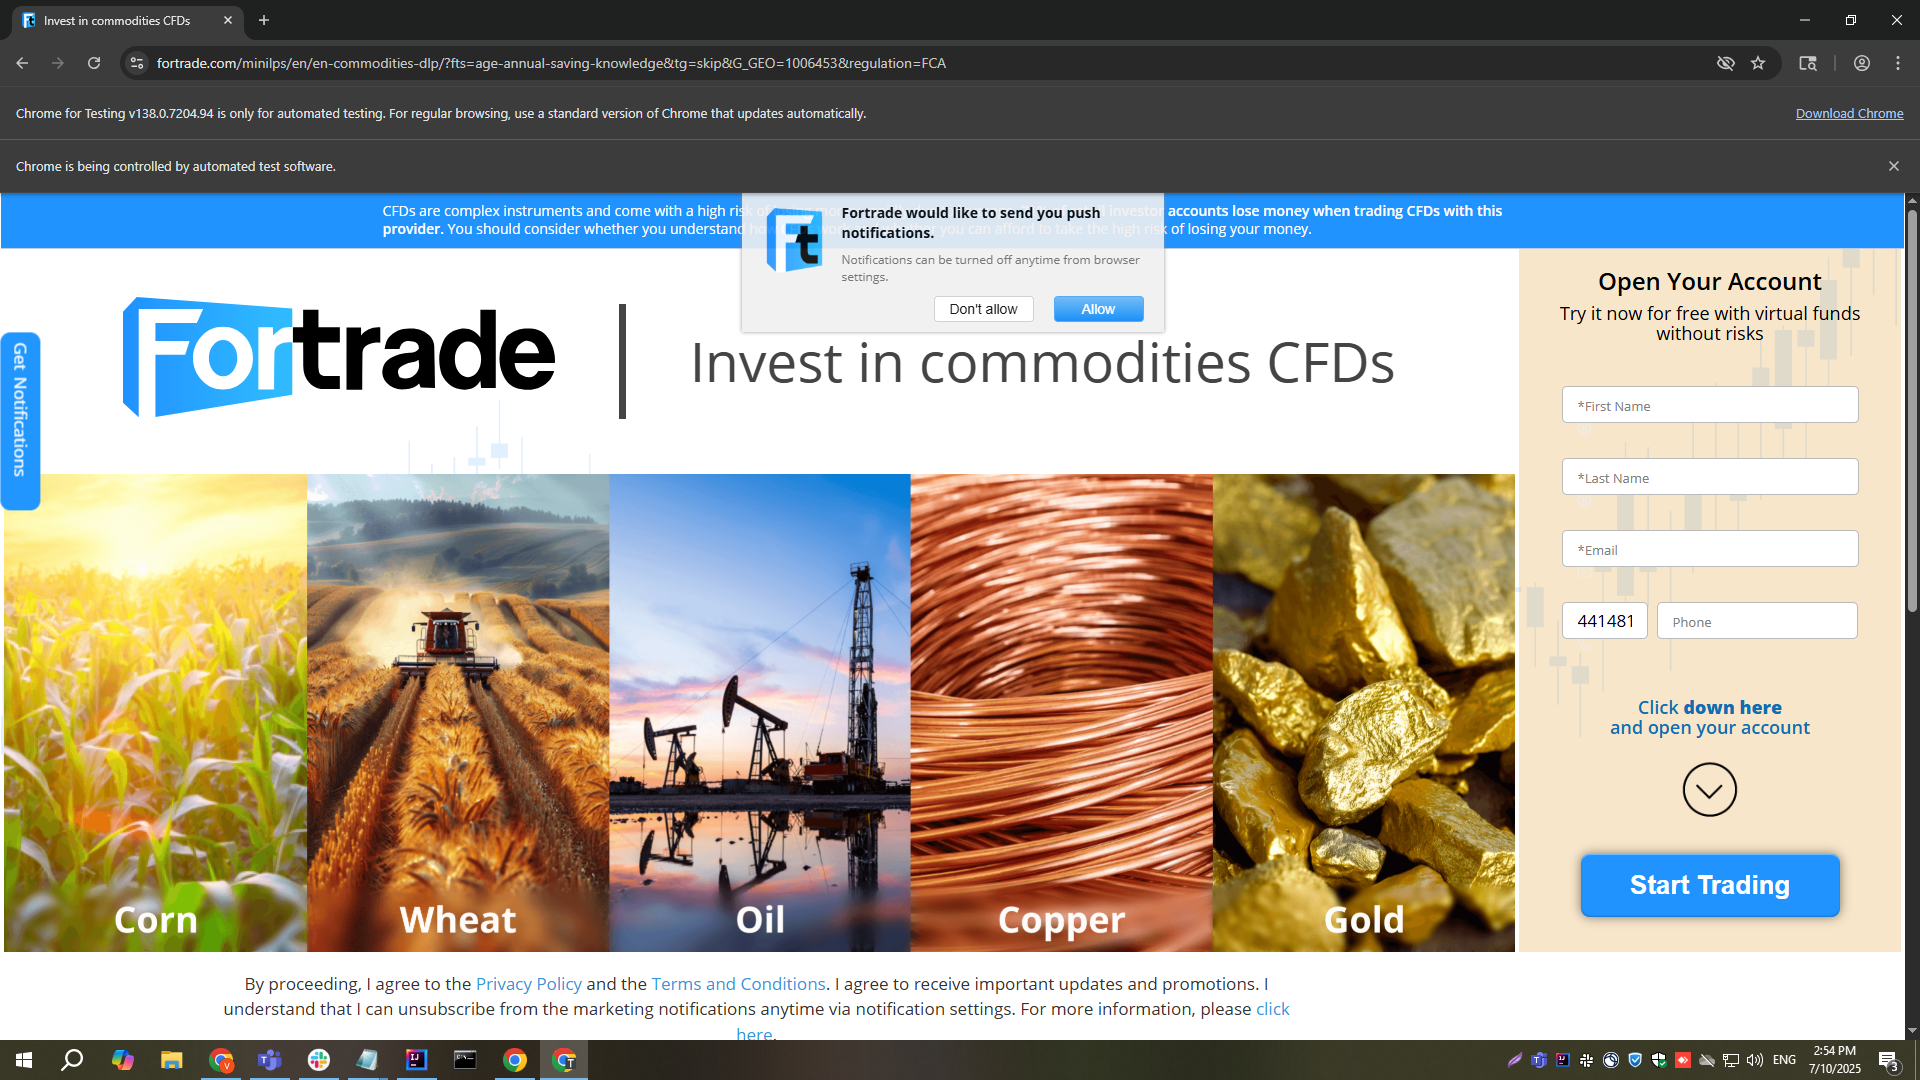 Invest in commodities CFDs
fortrade.com/minilps/en/en-commodities-dlp/?fts=age-annual-saving-knowledge&tg=skip&G_GEO=1006453&regulation=FCA
Chrome for Testing v138.0.7204.94 is only for automated testing. For regular browsing, use a standard version of Chrome that updates automatically.
Download Chrome
Chrome is being controlled by automated test software.
CFDs are complex instruments and come with a high risk investor accounts lose money when trading CFDs with this
provider. You should consider whether you understand how you can afford to take the high risk of losing your money.
Ft
Fortrade would like to send you push
notifications.
Notifications can be turned off anytime from browser
settings.
Don't allow
Allow
Get Notifications
Fortrade
Invest in commodities CFDs
Corn
Wheat
Oil
Copper
Gold
Open Your Account
Try it now for free with virtual funds
without risks
*First Name
*Last Name
*Email
441481
Phone
Click down here
and open your account
Start Trading
By proceeding, I agree to the Privacy Policy and the Terms and Conditions. I agree to receive important updates and promotions. I
understand that I can unsubscribe from the marketing notifications anytime via notification settings. For more information, please click
here.
ENG
2:54 PM
7/10/2025
3